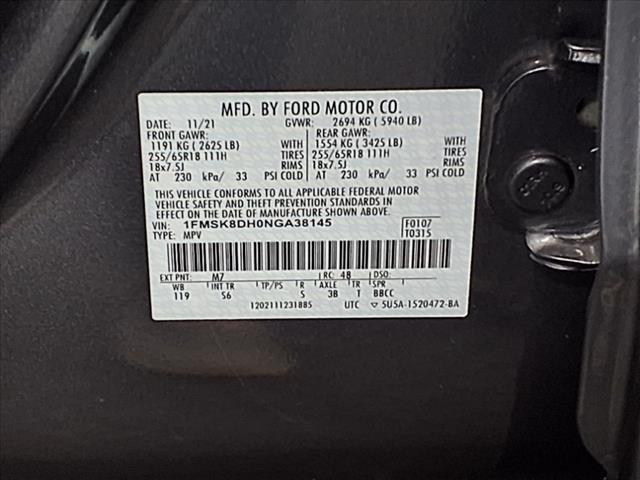 MFD. BY FORD MOTOR CO.
DATE: 11/21 GVWR: 2694 KG ( 5940 LB)
FRONT GAWR: REAR GAWR:
1191 KG ( 2625 LB) WITH 1554 KG ( 3425 LB) WITH
255/65R18 111H TIRES 255/65R18 111H TIRES
18x7.5J RIMS 18x7.5J RIMS
AT 230 kPa/ 33 PSI COLD AT 230 kPa/ 33 PSI COLD
THIS VEHICLE CONFORMS TO ALL APPLICABLE FEDERAL MOTOR
VEHICLE SAFETY AND THEFT PREVENTION STANDARDS IN
EFFECT ON THE DATE OF MANUFACTURE SHOWN ABOVE.
VIN: 1FMSK8DH0NGA38145 F0107
TYPE: MPV T0315
EXT PNT: M7 RC: 48 DSO:
WB INT TR TP/PS R AXLE TR SPR
119 S6 S 3B T BBCC
1202111231885 UTC 5U5A-1520472-BA